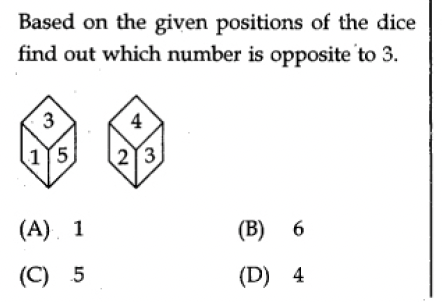 Based on the given positions of the dice
find out which number is opposite to 3.
3 4
1 5 2 3
(A) 1 (B) 6
(C) 5 (D) 4